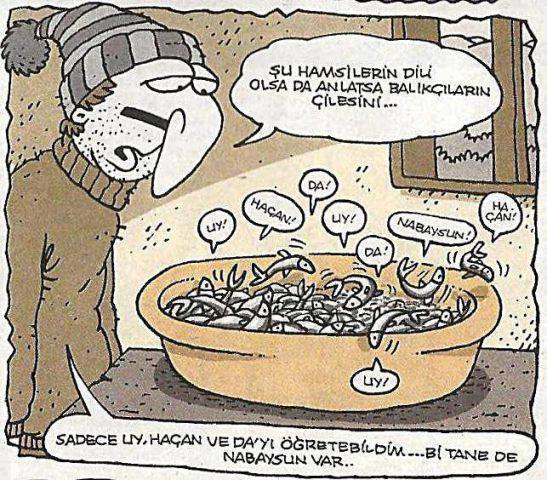 ŞU HAMSİLERİN DİLİ
OLSA DA ANLATSA BALIKÇILARIN
ÇİLESİNİ...
DA!
HAÇAN!
UY!
UY!
DA!
NABAYSUN!
HA-
ÇAN!
UY!
SADECE UY, HAÇAN VE DA'YI ÖĞRETEBİLDİM....Bİ TANE DE
NABAYSUN VAR..